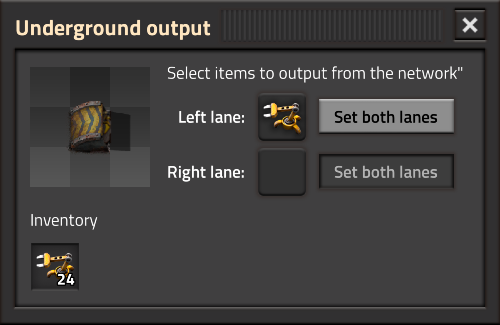 Underground output
Select items to output from the network"
Left lane: Set both lanes
Right lane: Set both lanes
Inventory
24